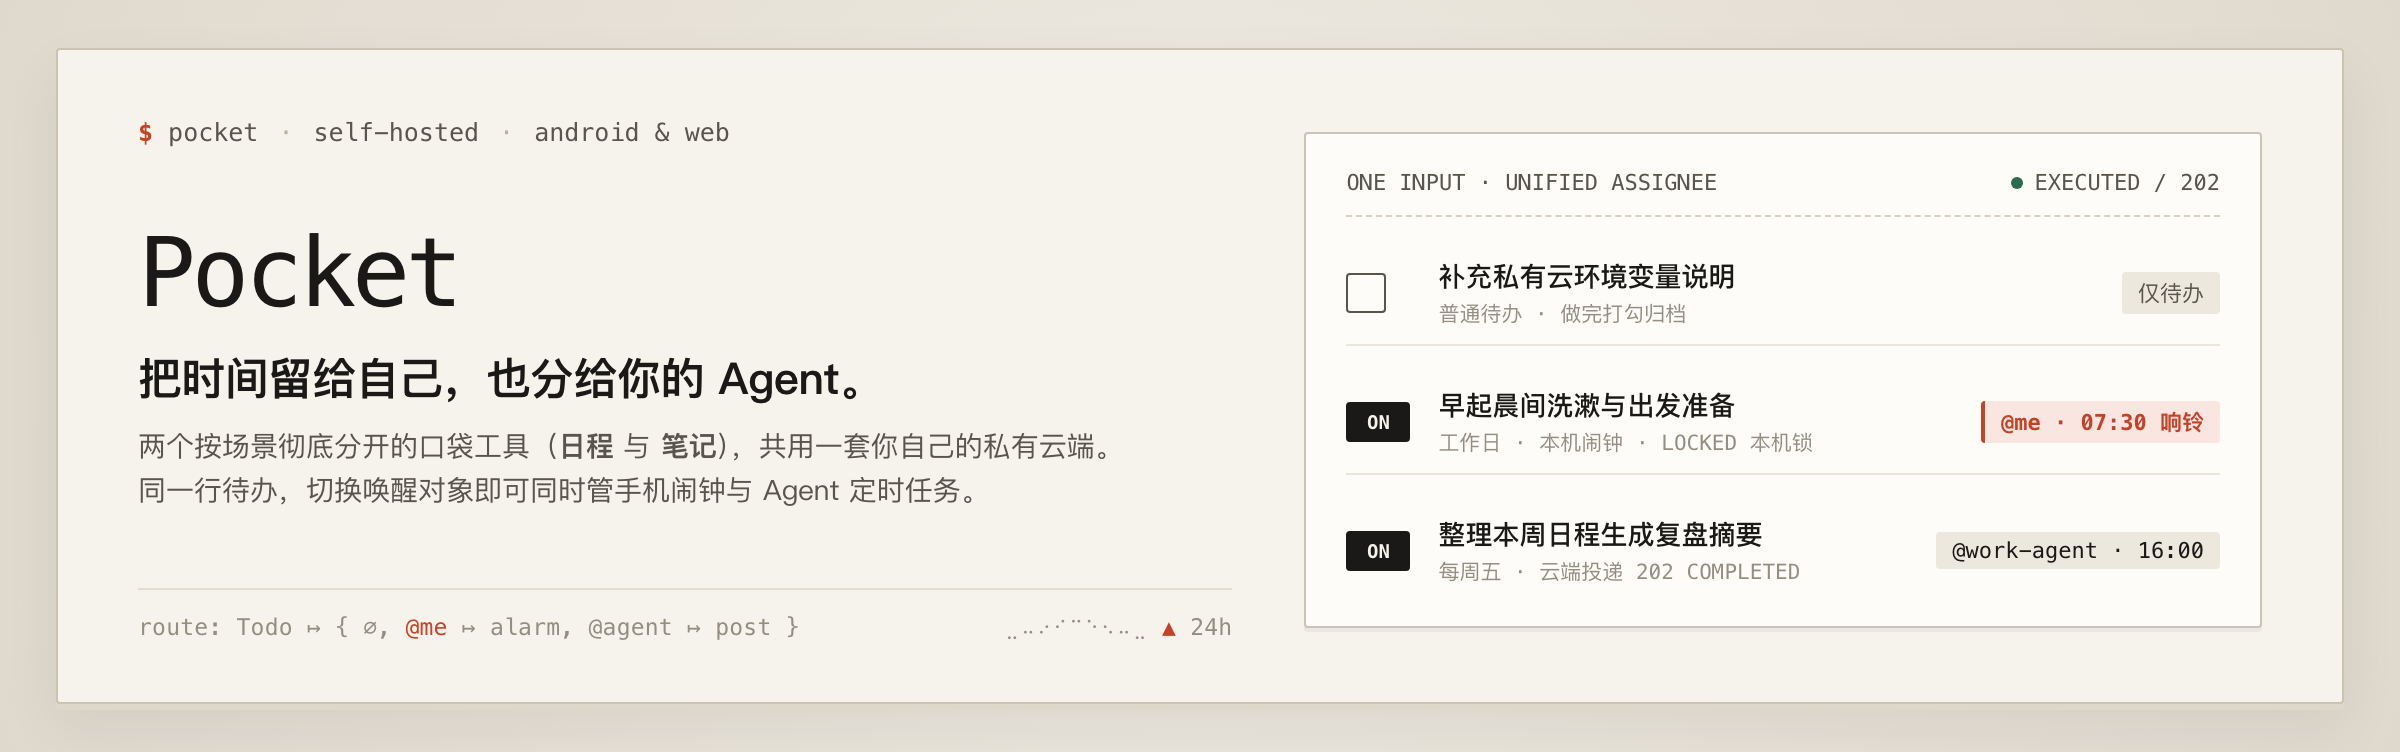 $ pocket · self-hosted · android & web
Pocket
把时间留给自己，也分给你的 Agent。
两个按场景彻底分开的口袋工具（日程 与 笔记），共用一套你自己的私有云端。
同一行待办，切换唤醒对象即可同时管手机闹钟与 Agent 定时任务。
route: Todo ↦ { ∅, @me ↦ alarm, @agent ↦ post }
▲ 24h
ONE INPUT · UNIFIED ASSIGNEE
EXECUTED / 202
补充私有云环境变量说明
普通待办 · 做完打勾归档
仅待办
ON
早起晨间洗漱与出发准备
工作日 · 本机闹钟 · LOCKED 本机锁
@me · 07:30 响铃
ON
整理本周日程生成复盘摘要
每周五 · 云端投递 202 COMPLETED
@work-agent · 16:00